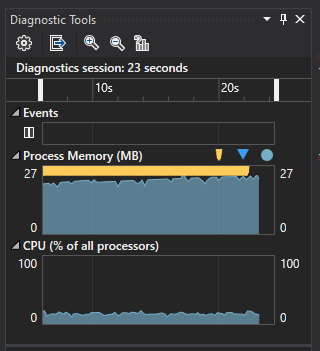 Diagnostic Tools
Diagnostics session: 23 seconds
10s 20s
Events
Process Memory (MB)
27 27
0 0
CPU (% of all processors)
100 100
0 0